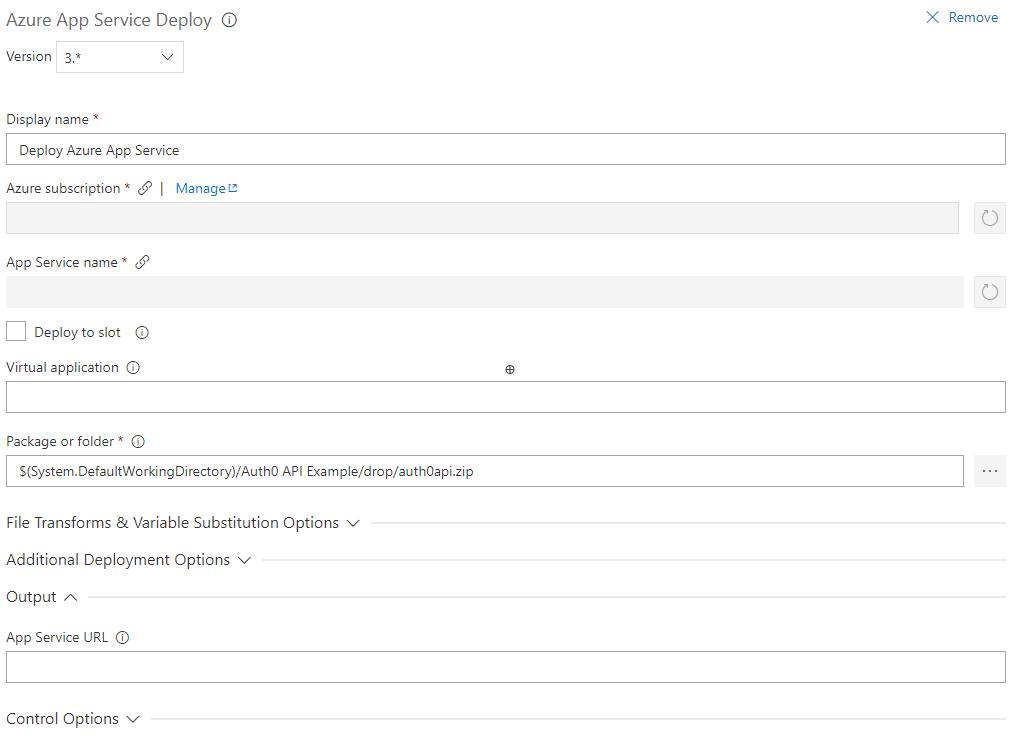 Azure App Service Deploy
Remove
Version 3.*
Display name *
Deploy Azure App Service
Azure subscription * | Manage
App Service name *
Deploy to slot
Virtual application
Package or folder *
$(System.DefaultWorkingDirectory)/Auth0 API Example/drop/auth0api.zip
...
File Transforms & Variable Substitution Options
Additional Deployment Options
Output
App Service URL
Control Options